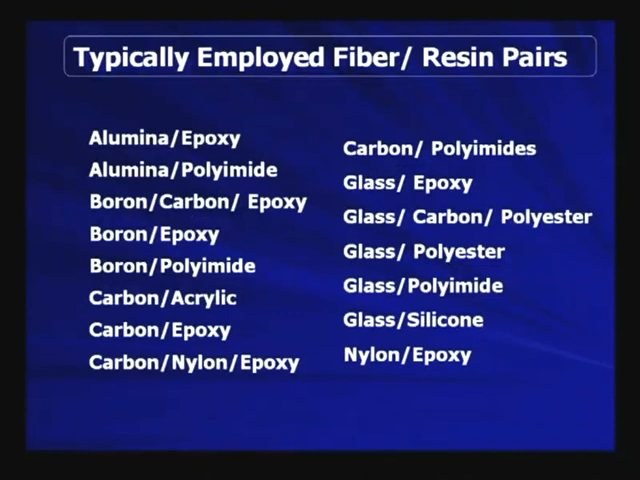 Typically Employed Fiber/ Resin Pairs
Alumina/Epoxy
Alumina/Polyimide
Boron/Carbon/ Epoxy
Boron/Epoxy
Boron/Polyimide
Carbon/Acrylic
Carbon/Epoxy
Carbon/Nylon/Epoxy
Carbon/ Polyimides
Glass/ Epoxy
Glass/ Carbon/ Polyester
Glass/ Polyester
Glass/Polyimide
Glass/Silicone
Nylon/Epoxy